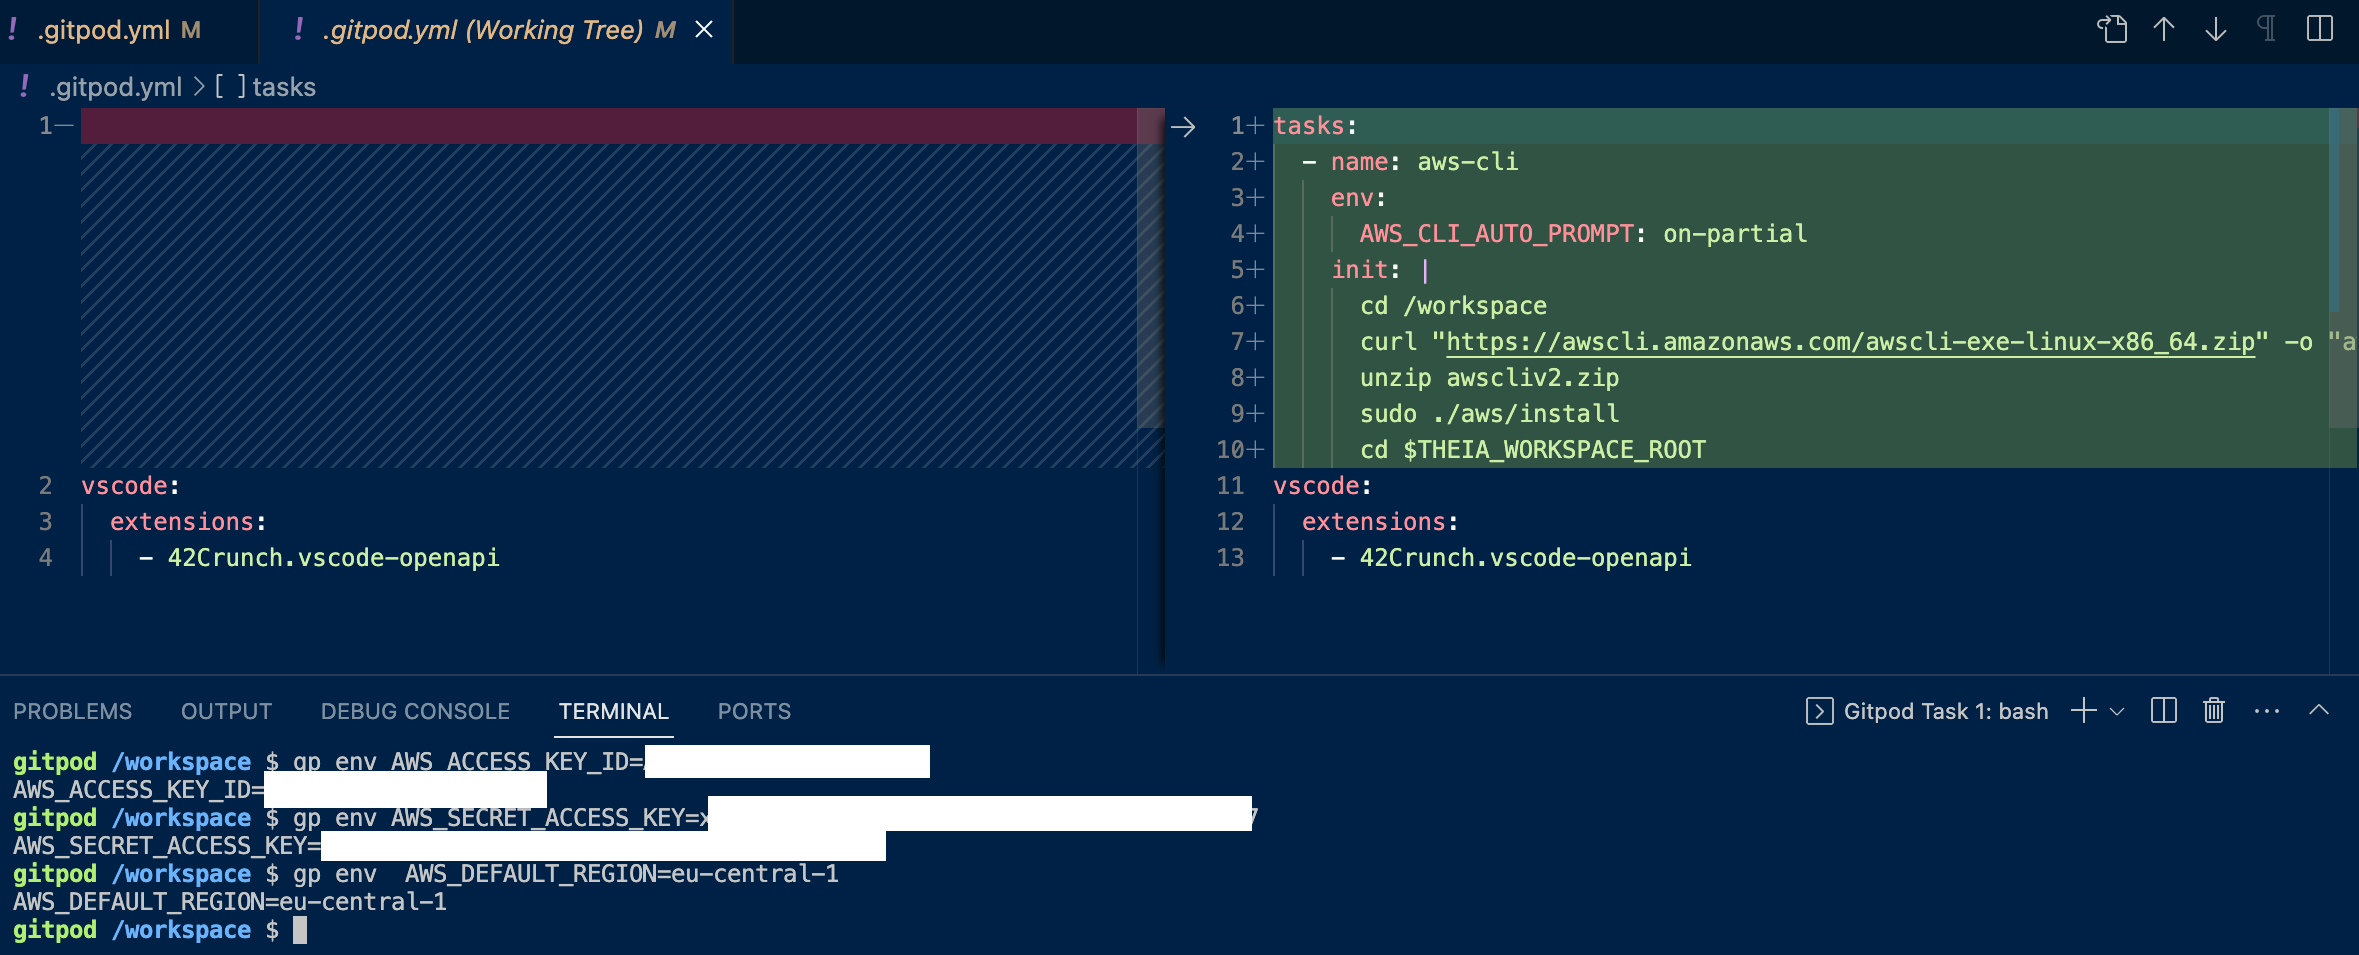 .gitpod.yml M
.gitpod.yml (Working Tree) M
.gitpod.yml > [ ] tasks
1
1+ tasks:
2+ - name: aws-cli
3+ env:
4+ AWS_CLI_AUTO_PROMPT: on-partial
5+ init: |
6+ cd /workspace
7+ curl "https://awscli.amazonaws.com/awscli-exe-linux-x86_64.zip" -o "a
8+ unzip awscliv2.zip
9+ sudo ./aws/install
10+ cd $THEIA_WORKSPACE_ROOT
2 vscode:
3 extensions:
4 - 42Crunch.vscode-openapi
11 vscode:
12 extensions:
13 - 42Crunch.vscode-openapi
PROBLEMS OUTPUT DEBUG CONSOLE TERMINAL PORTS
Gitpod Task 1: bash
gitpod /workspace $ gp env AWS_ACCESS_KEY_ID=
AWS_ACCESS_KEY_ID=
gitpod /workspace $ gp env AWS_SECRET_ACCESS_KEY=
AWS_SECRET_ACCESS_KEY=
gitpod /workspace $ gp env  AWS_DEFAULT_REGION=eu-central-1
AWS_DEFAULT_REGION=eu-central-1
gitpod /workspace $